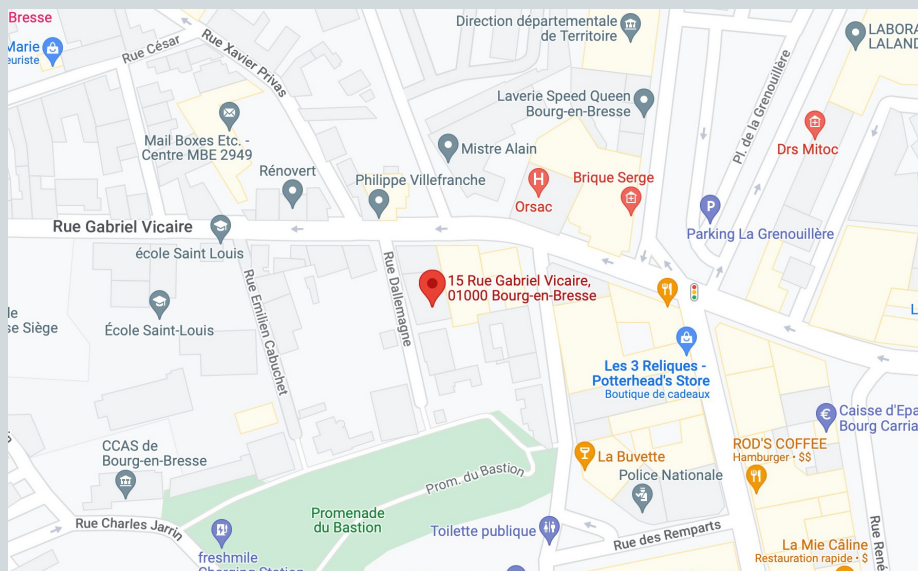 Bresse
Marie
euriste
Rue César
Rue Xavier Privas
Direction départementale
de Territoire
LABORA
LALAND
Pl. de la Grenouillère
Laverie Speed Queen
Bourg-en-Bresse
Mail Boxes Etc. -
Centre MBE 2949
Mistre Alain
Drs Mitoc
Rénovert
Philippe Villefranche
H
Orsac
Brique Serge
P
Parking La Grenouillère
Rue Gabriel Vicaire
école Saint Louis
Rue Emilien Cabuchet
Rue Dallemagne
15 Rue Gabriel Vicaire,
01000 Bourg-en-Bresse
le
se Siège
École Saint-Louis
L
Les 3 Reliques -
Potterhead's Store
Boutique de cadeaux
€
Caisse d'Epa
Bourg Carria
CCAS de
Bourg-en-Bresse
La Buvette
ROD'S COFFEE
Hamburger • $$
Prom. du Bastion
Police Nationale
Promenade
du Bastion
Rue Charles Jarrin
Toilette publique
Rue des Remparts
Rue René
freshmile
Charging Station
La Mie Câline
Restauration rapide • $